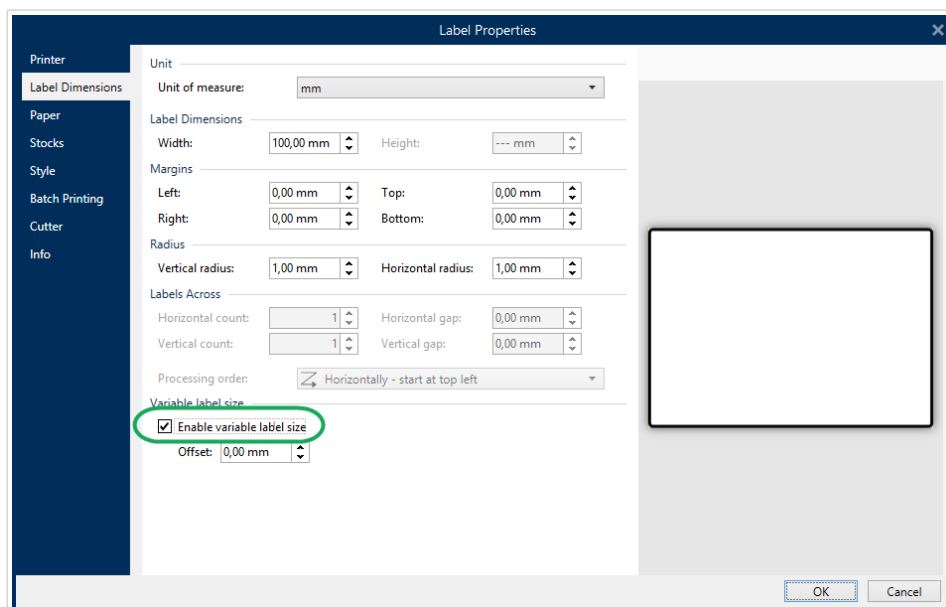 Label Properties
Printer
Label Dimensions
Paper
Stocks
Style
Batch Printing
Cutter
Info
Unit
Unit of measure: mm
Label Dimensions
Width: 100,00 mm Height: --- mm
Margins
Left: 0,00 mm Top: 0,00 mm
Right: 0,00 mm Bottom: 0,00 mm
Radius
Vertical radius: 1,00 mm Horizontal radius: 1,00 mm
Labels Across
Horizontal count: 1 Horizontal gap: 0,00 mm
Vertical count: 1 Vertical gap: 0,00 mm
Processing order: Horizontally - start at top left
Variable label size
Enable variable label size
Offset: 0,00 mm
OK Cancel